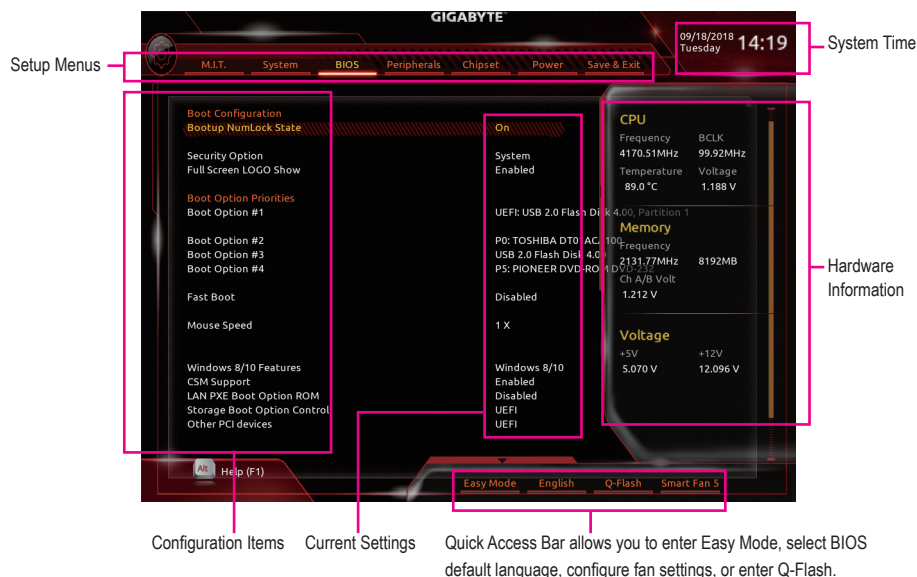 GIGABYTE™
09/18/2018 Tuesday 14:19
System Time
Setup Menus
M.I.T. System BIOS Peripherals Chipset Power Save & Exit
Boot Configuration
Bootup NumLock State On
Security Option System
Full Screen LOGO Show Enabled
Boot Option Priorities
Boot Option #1 UEFI: USB 2.0 Flash Disk 4.00, Partition 1
Boot Option #2 P0: TOSHIBA DT01ACA100
Boot Option #3 USB 2.0 Flash Disk 4.00
Boot Option #4 P5: PIONEER DVD-ROM DVD-232
Fast Boot Disabled
Mouse Speed 1 X
Windows 8/10 Features Windows 8/10
CSM Support Enabled
LAN PXE Boot Option ROM Disabled
Storage Boot Option Control UEFI
Other PCI devices UEFI
CPU
Frequency BCLK
4170.51MHz 99.92MHz
Temperature Voltage
89.0 °C 1.188 V
Memory
Frequency
2131.77MHz 8192MB
Ch A/B Volt
1.212 V
Voltage
+5V +12V
5.070 V 12.096 V
Hardware
Information
Alt Help (F1)
Easy Mode English Q-Flash Smart Fan 5
Configuration Items
Current Settings
Quick Access Bar allows you to enter Easy Mode, select BIOS
default language, configure fan settings, or enter Q-Flash.